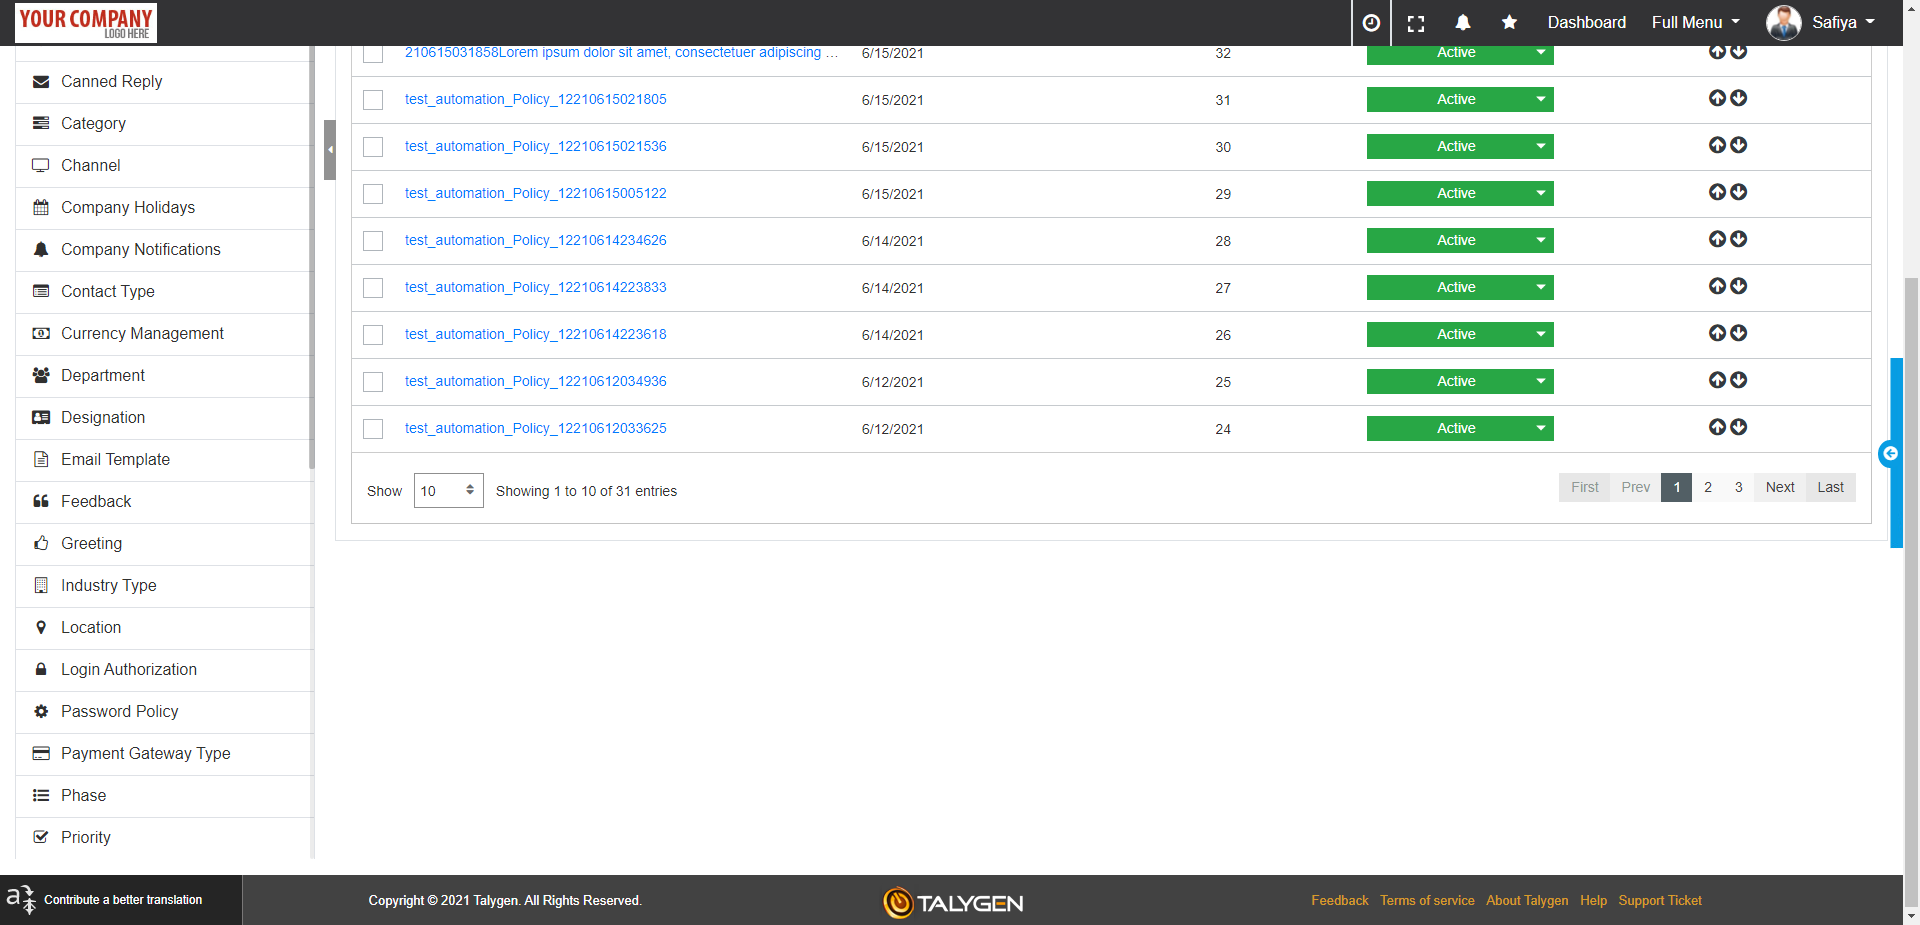 YOUR COMPANY
LOGO HERE
Dashboard Full Menu Safiya
Canned Reply
Category
Channel
Company Holidays
Company Notifications
Contact Type
Currency Management
Department
Designation
Email Template
Feedback
Greeting
Industry Type
Location
Login Authorization
Password Policy
Payment Gateway Type
Phase
Priority
210615031858Lorem ipsum dolor sit amet, consectetuer adipiscing ... 6/15/2021 32 Active
test_automation_Policy_12210615021805 6/15/2021 31 Active
test_automation_Policy_12210615021536 6/15/2021 30 Active
test_automation_Policy_12210615005122 6/15/2021 29 Active
test_automation_Policy_12210614234626 6/14/2021 28 Active
test_automation_Policy_12210614223833 6/14/2021 27 Active
test_automation_Policy_12210614223618 6/14/2021 26 Active
test_automation_Policy_12210612034936 6/12/2021 25 Active
test_automation_Policy_12210612033625 6/12/2021 24 Active
Show 10 Showing 1 to 10 of 31 entries First Prev 1 2 3 Next Last
Contribute a better translation Copyright © 2021 Talygen. All Rights Reserved. TALYGEN Feedback Terms of service About Talygen Help Support Ticket